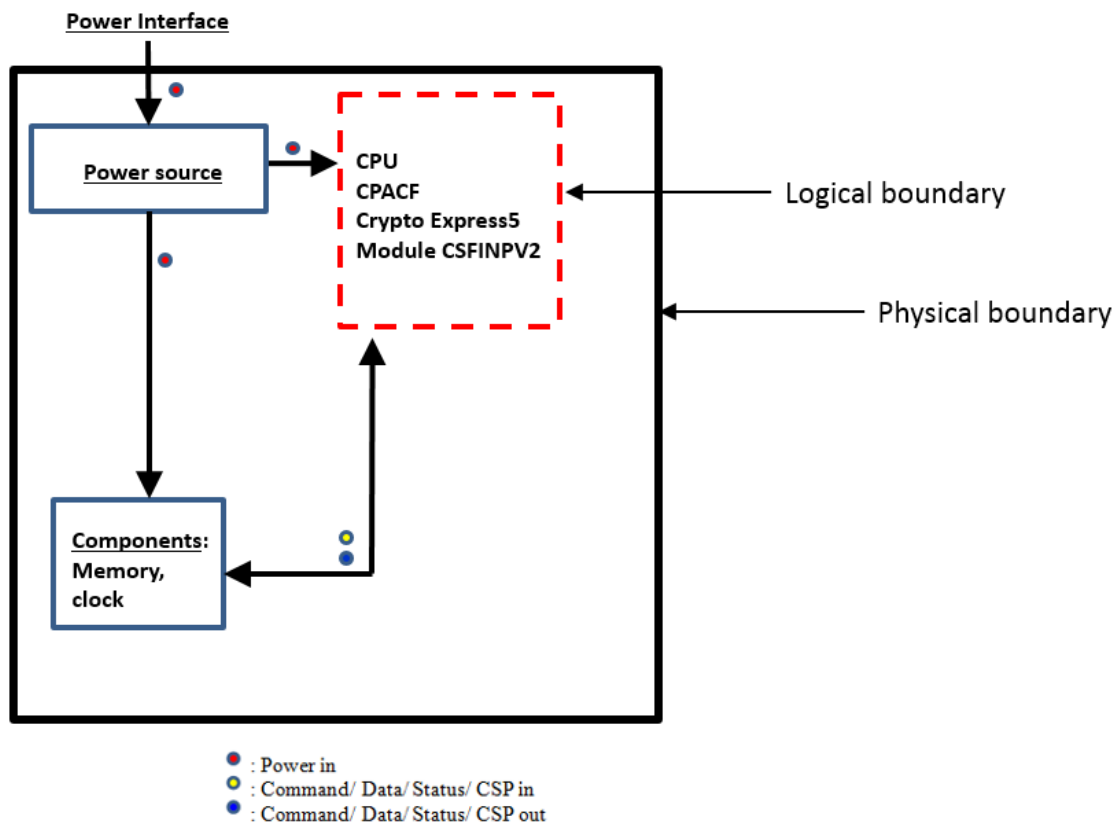 Power Interface
Power source
CPU
CPACF
Crypto Express5
Module CSFINPV2
Logical boundary
Physical boundary
Components:
Memory,
clock
: Power in
: Command/ Data/ Status/ CSP in
: Command/ Data/ Status/ CSP out